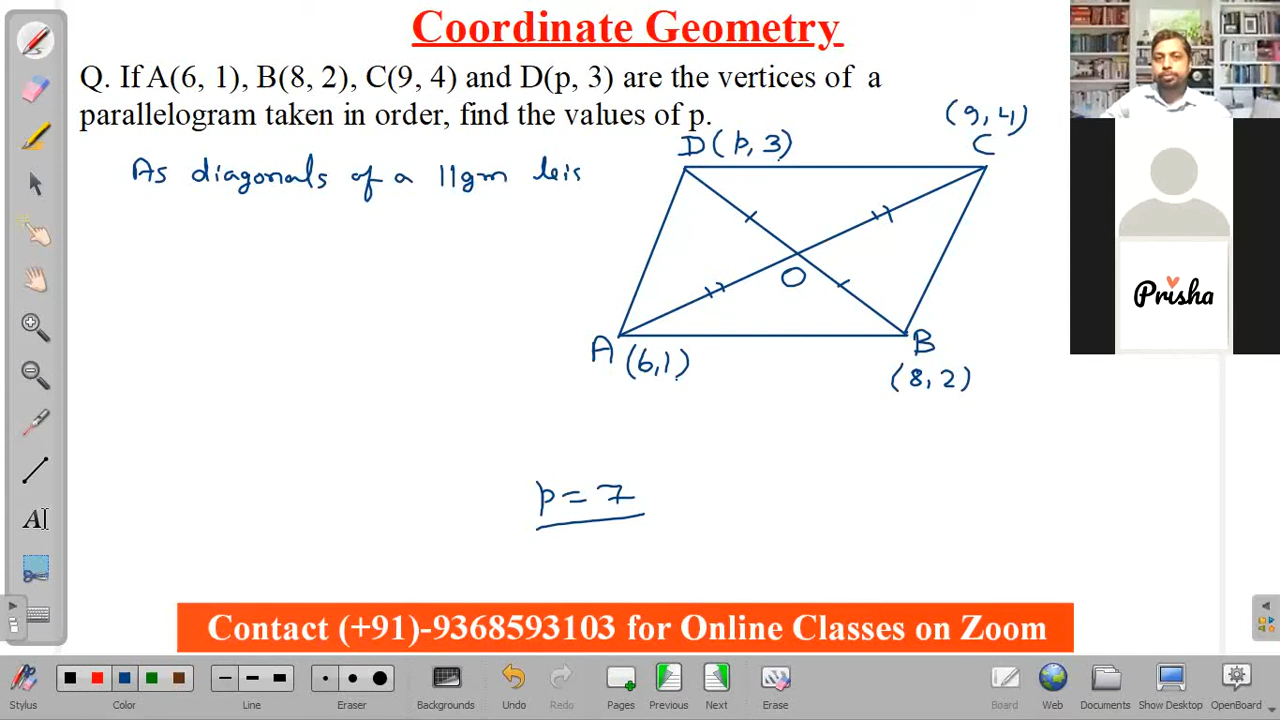 Coordinate Geometry
Q. If A(6, 1), B(8, 2), C(9, 4) and D(p, 3) are the vertices of a
parallelogram taken in order, find the values of p.
(9, 4)
D(p, 3)
C
As diagonals of a 11gm
O
A (6,1)
B
(8, 2)
p = 7
Prisha
Contact (+91)-9368593103 for Online Classes on Zoom
A
Stylus
Color
Line
Eraser
Backgrounds
Undo
Redo
Pages
Previous
Next
Erase
Board
Web
Documents
Show Desktop
OpenBoard